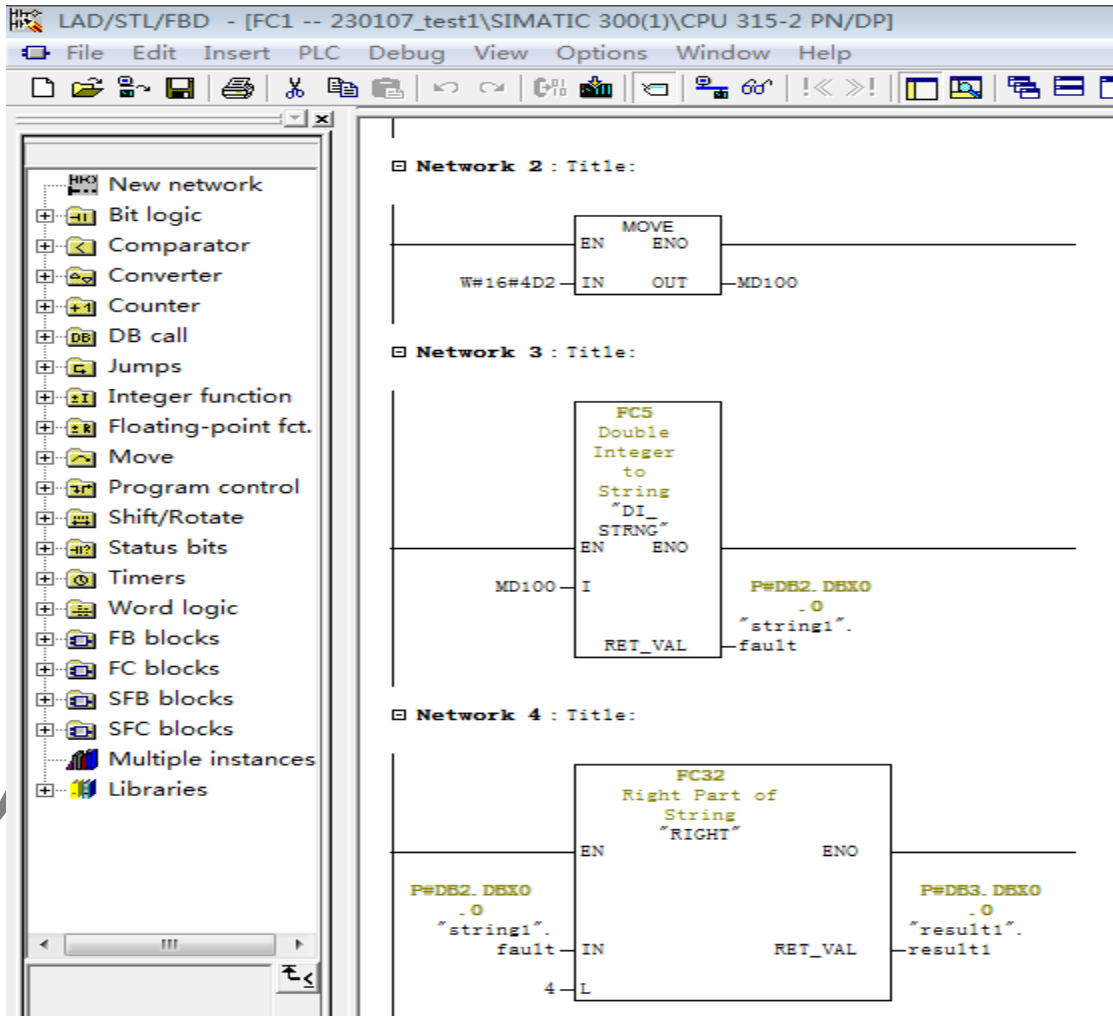 LAD/STL/FBD - [FC1 -- 230107_test1\SIMATIC 300(1)\CPU 315-2 PN/DP]
File Edit Insert PLC Debug View Options Window Help
New network
Bit logic
Comparator
Converter
Counter
DB call
Jumps
Integer function
Floating-point fct.
Move
Program control
Shift/Rotate
Status bits
Timers
Word logic
FB blocks
FC blocks
SFB blocks
SFC blocks
Multiple instances
Libraries
Network 2 : Title:
MOVE
EN ENO
W#16#4D2 IN OUT MD100
Network 3 : Title:
FC5
Double
Integer
to
String
"DI_
STRNG"
EN ENO
MD100 I
P#DB2.DBX0
.0
"string1".
RET_VAL fault
Network 4 : Title:
FC32
Right Part of
String
"RIGHT"
EN ENO
P#DB2.DBX0
.0
"string1".
fault IN
4 L
P#DB3.DBX0
.0
"result1".
RET_VAL result1